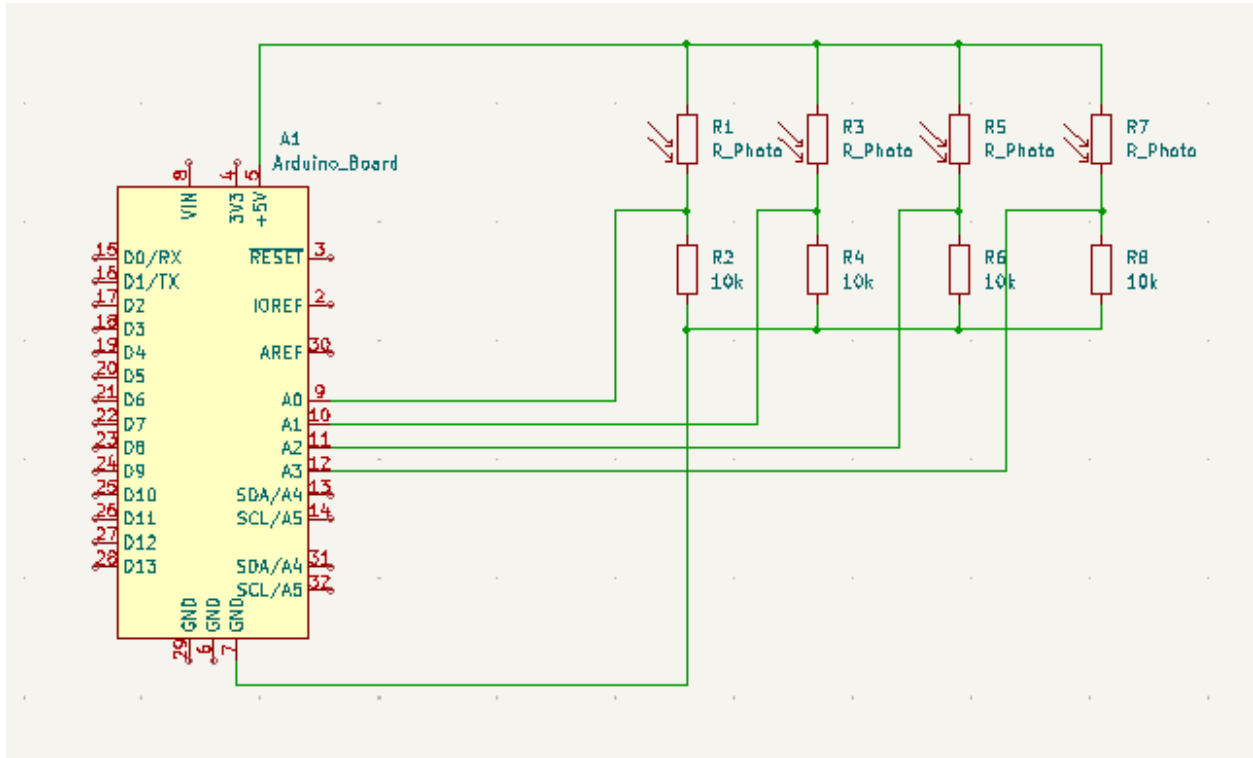 A1
Arduino_Board
R1
R_Photo
R3
R_Photo
R5
R_Photo
R7
R_Photo
8
4
5
VIN
3V3
+5V
15 D0/RX
16 D1/TX
17 D2
18 D3
19 D4
20 D5
21 D6
22 D7
23 D8
24 D9
25 D10
26 D11
27 D12
28 D13
RESET 3
IOREF 2
AREF 30
A0 9
A1 10
A2 11
A3 12
SDA/A4 13
SCL/A5 14
SDA/A4 31
SCL/A5 32
GND
GND
GND
29
6
7
R2
10k
R4
10k
R6
10k
R8
10k